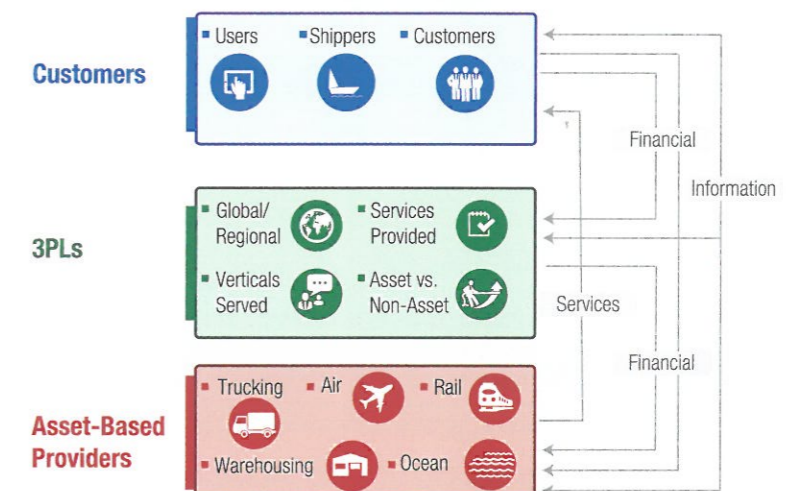 Customers
▪ Users
▪ Shippers
▪ Customers
3PLs
▪ Global/
Regional
▪ Services
Provided
▪ Verticals
Served
▪ Asset vs.
Non-Asset
Asset-Based
Providers
▪ Trucking
▪ Air
▪ Rail
▪ Warehousing
▪ Ocean
Financial
Information
Services
Financial